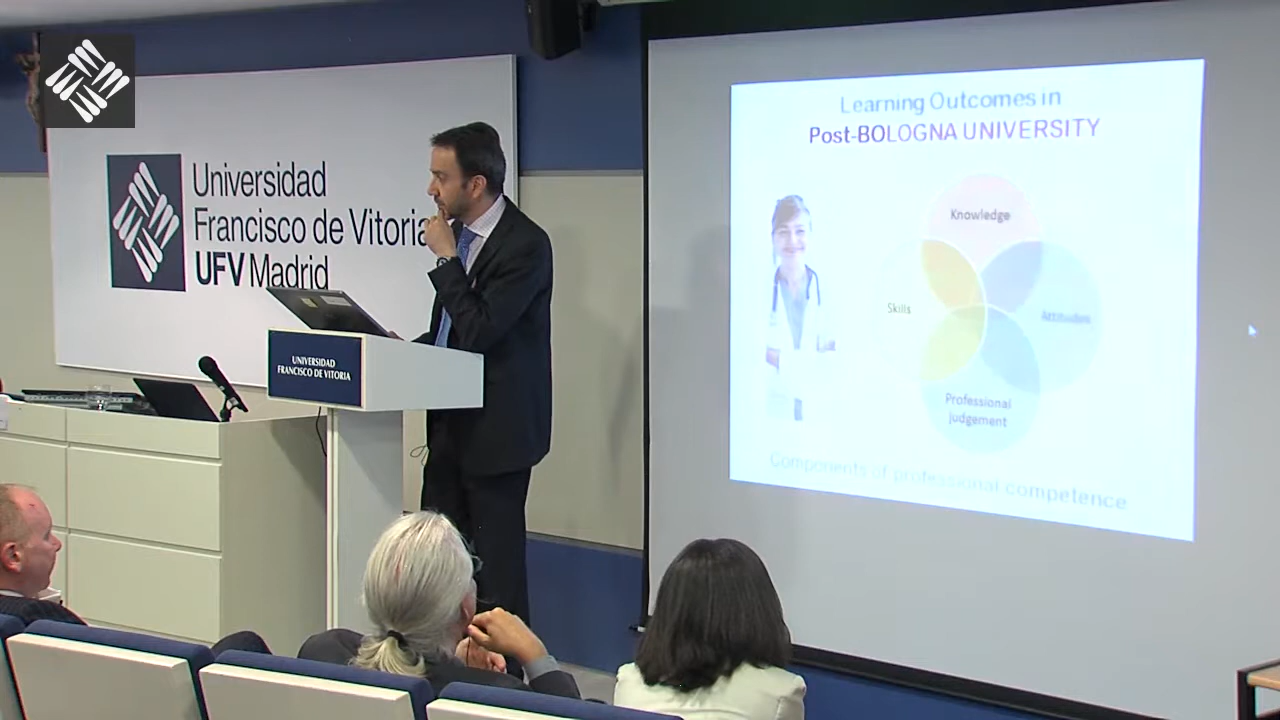 Universidad
Francisco de Vitoria
UFV Madrid
UNIVERSIDAD
FRANCISCO DE VITORIA
Learning Outcomes in
Post-BOLOGNA UNIVERSITY
Knowledge
Skills
Attitudes
Professional
judgement
Components of professional competence